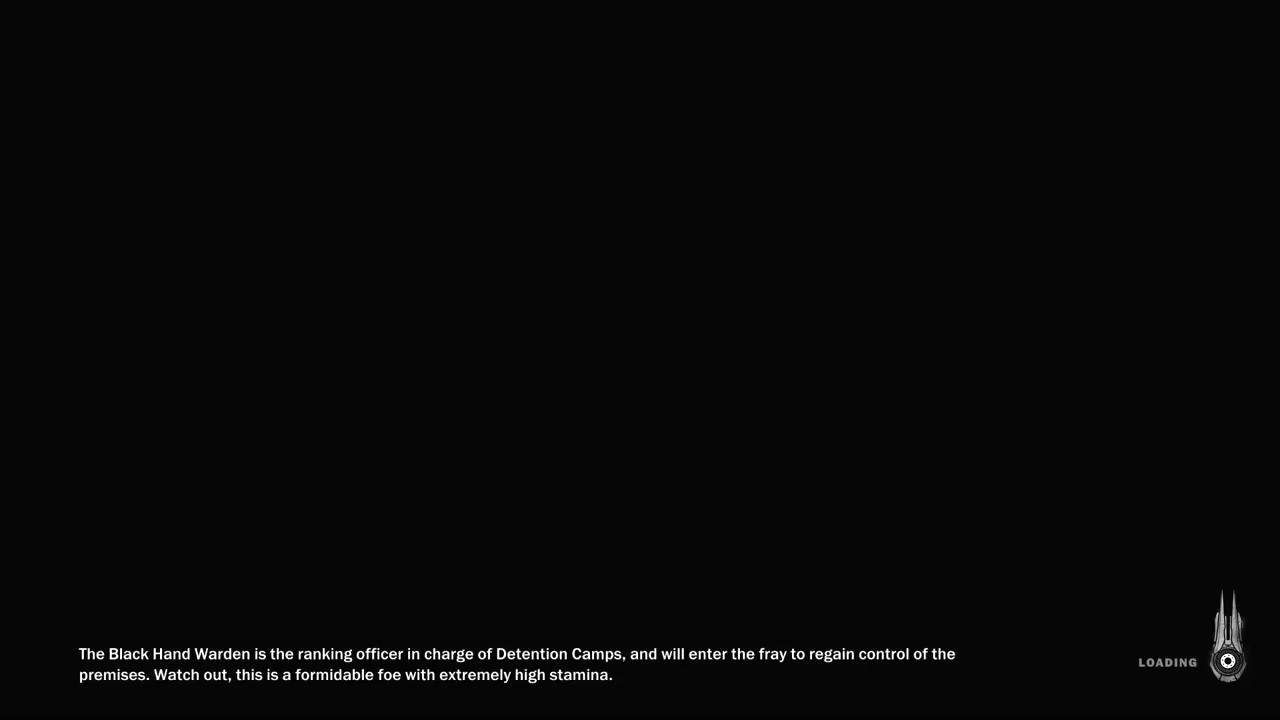 The Black Hand Warden is the ranking officer in charge of Detention Camps, and will enter the fray to regain control of the
premises. Watch out, this is a formidable foe with extremely high stamina.
LOADING